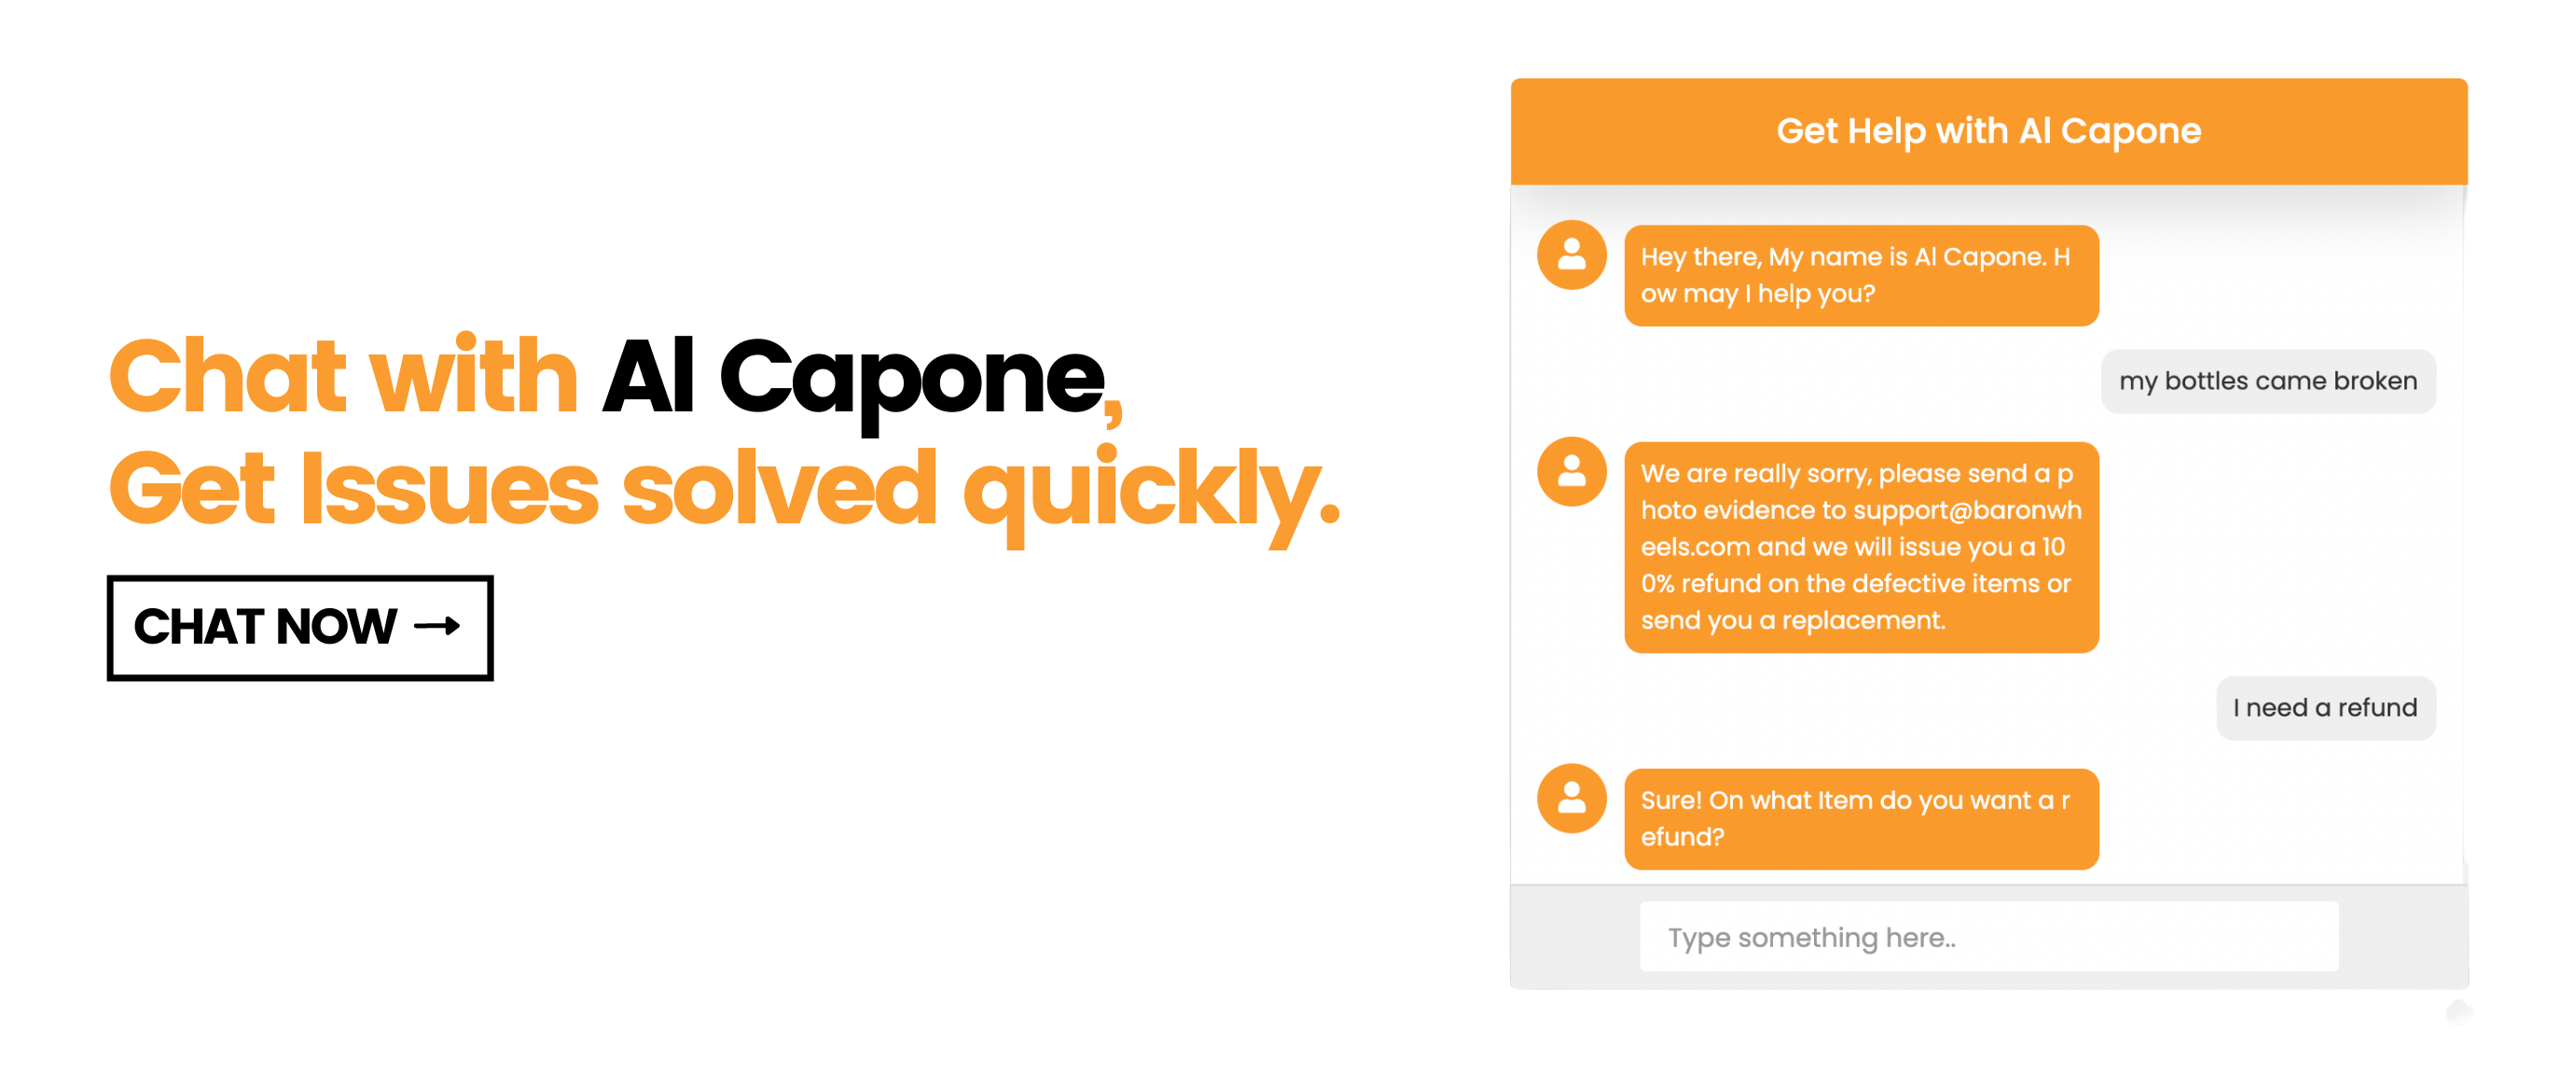 Chat with Al Capone,
Get Issues solved quickly.
CHAT NOW →
Get Help with Al Capone
Hey there, My name is Al Capone. H
ow may I help you?
my bottles came broken
We are really sorry, please send a p
hoto evidence to support@baronwh
eels.com and we will issue you a 10
0% refund on the defective items or
send you a replacement.
I need a refund
Sure! On what Item do you want a r
efund?
Type something here..